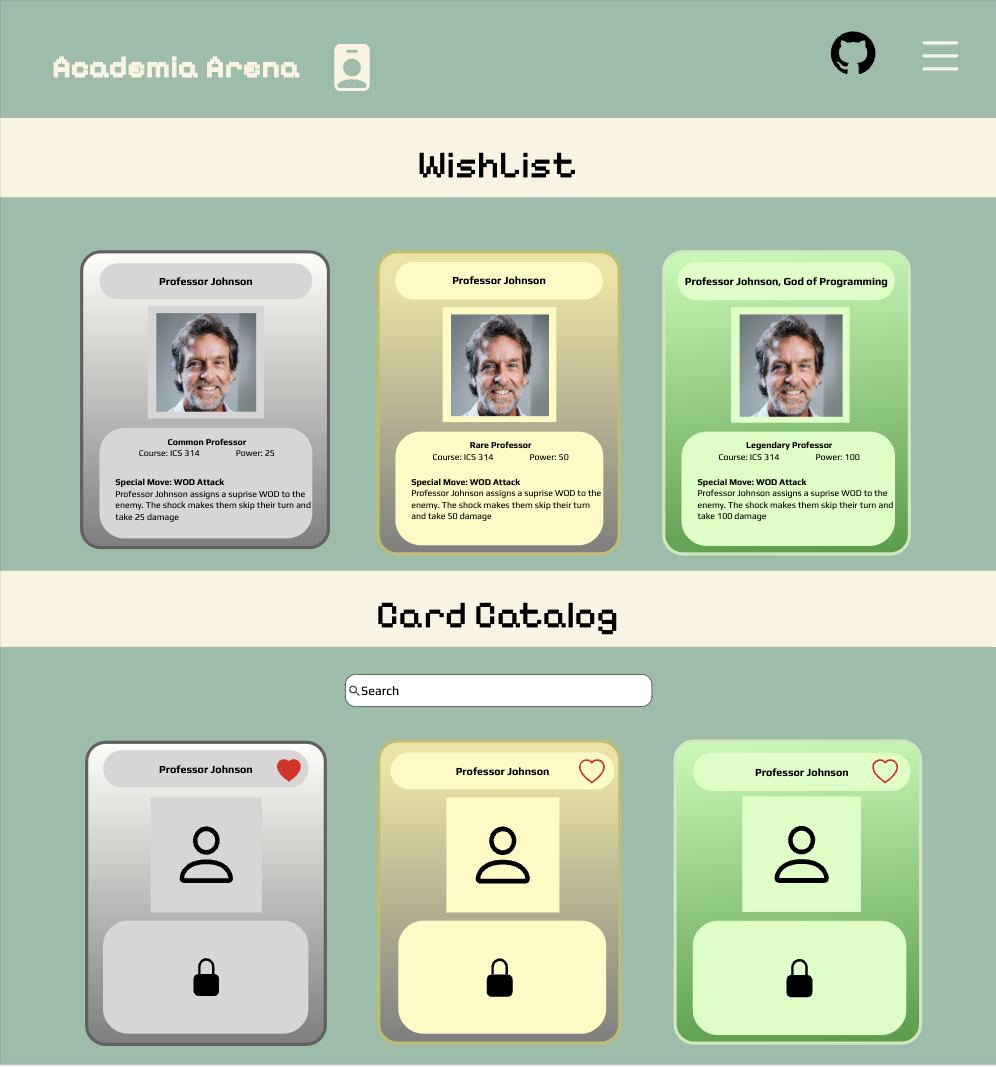 Academia Arena
WishList
Professor Johnson
Common Professor
Course: ICS 314 Power: 25
Special Move: WOD Attack
Professor Johnson assigns a suprise WOD to the
enemy. The shock makes them skip their turn and
take 25 damage
Professor Johnson
Rare Professor
Course: ICS 314 Power: 50
Special Move: WOD Attack
Professor Johnson assigns a suprise WOD to the
enemy. The shock makes them skip their turn
and take 50 damage
Professor Johnson, God of Programming
Legendary Professor
Course: ICS 314 Power: 100
Special Move: WOD Attack
Professor Johnson assigns a suprise WOD to the
enemy. The shock makes them skip their turn and
take 100 damage
Card Catalog
Search
Professor Johnson
Professor Johnson
Professor Johnson